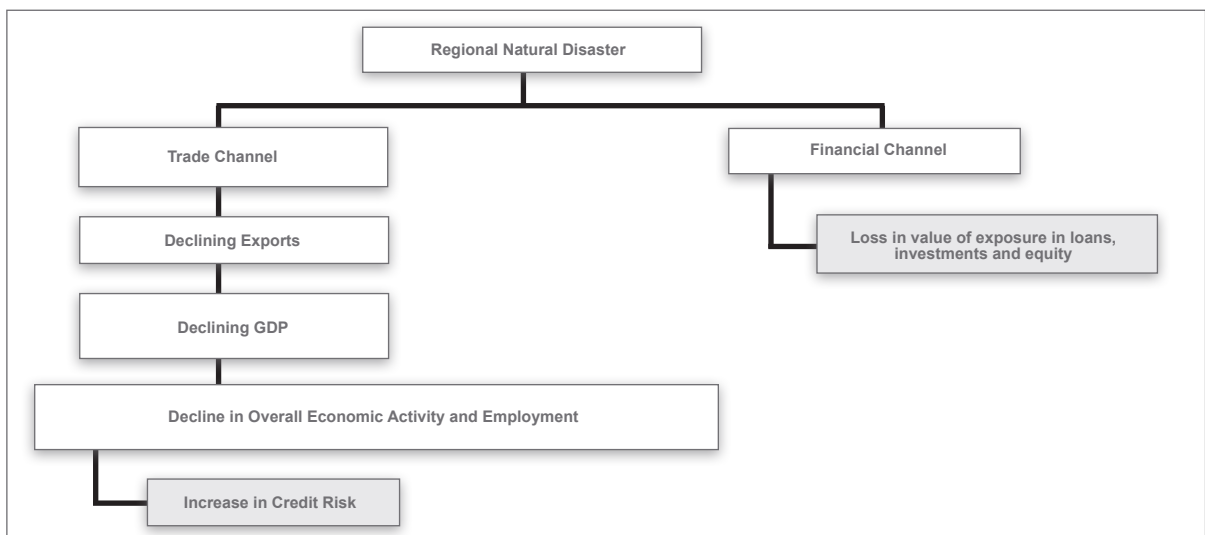 Regional Natural Disaster
Trade Channel
Financial Channel
Declining Exports
Loss in value of exposure in loans,
investments and equity
Declining GDP
Decline in Overall Economic Activity and Employment
Increase in Credit Risk